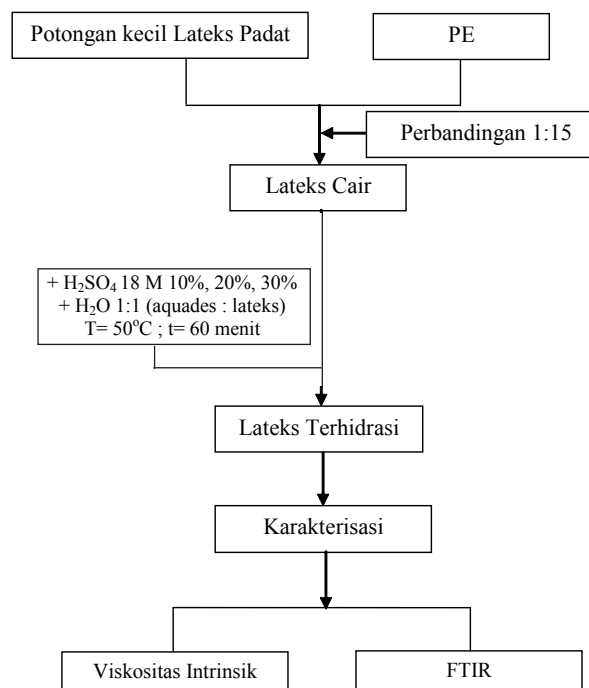 Potongan kecil Lateks Padat
PE
Perbandingan 1:15
Lateks Cair
+ H₂SO₄ 18 M 10%, 20%, 30%
+ H₂O 1:1 (aquades : lateks)
T= 50°C ; t= 60 menit
Lateks Terhidrasi
Karakterisasi
Viskositas Intrinsik
FTIR